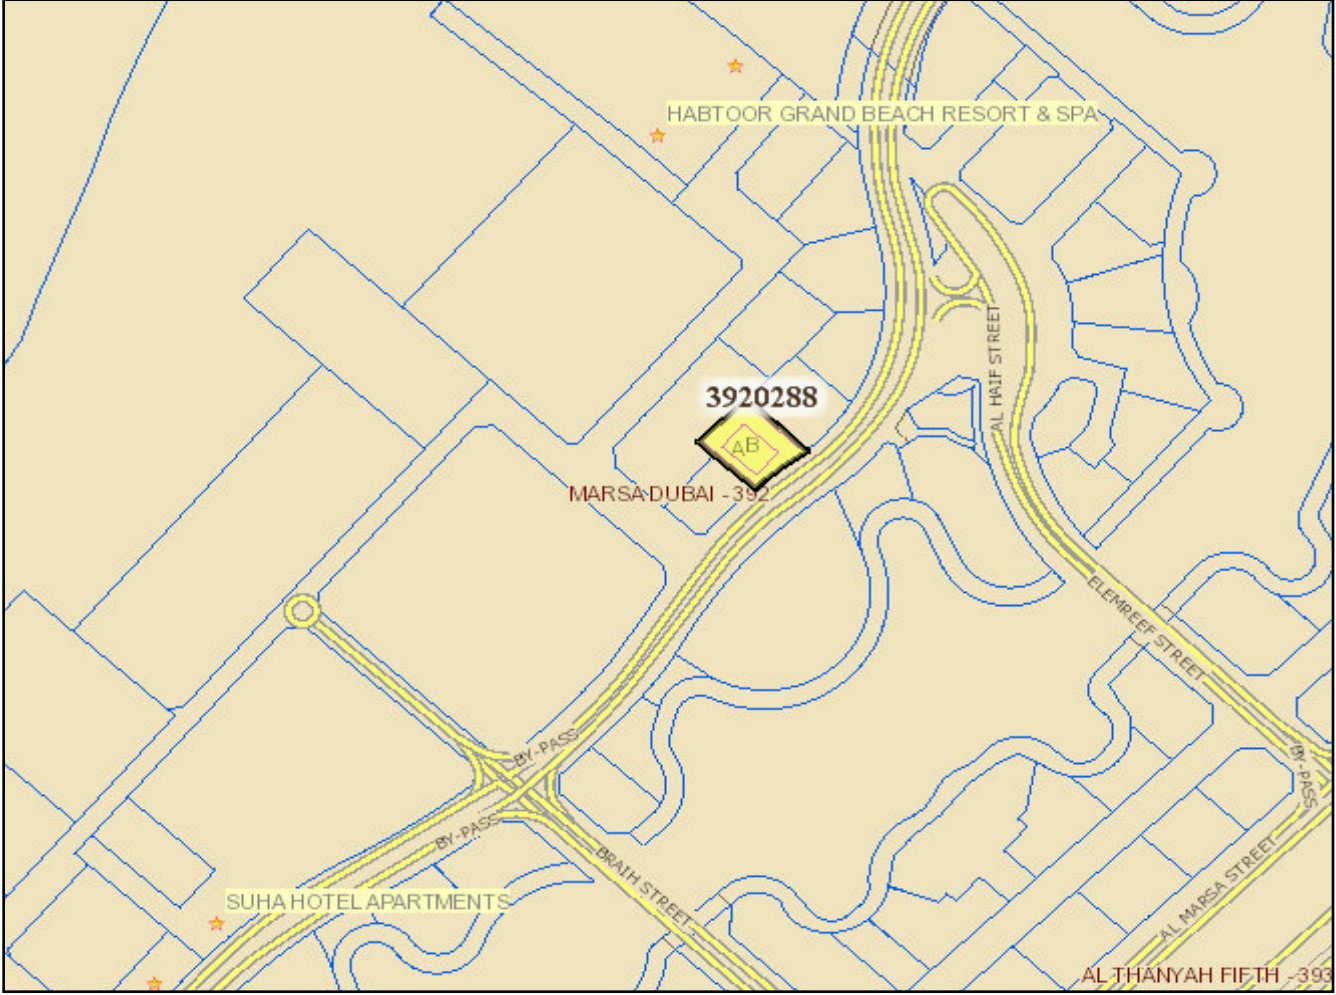 HABTOOR GRAND BEACH RESORT & SPA
AL HAIF STREET
3920288
AB
MARSA DUBAI - 392
ELEMREEF STREET
BY-PASS
BY-PASS
BY-PASS
BRAIH STREET
AL MARSA STREET
SUHA HOTEL APARTMENTS
AL THANYAH FIFTH - 393